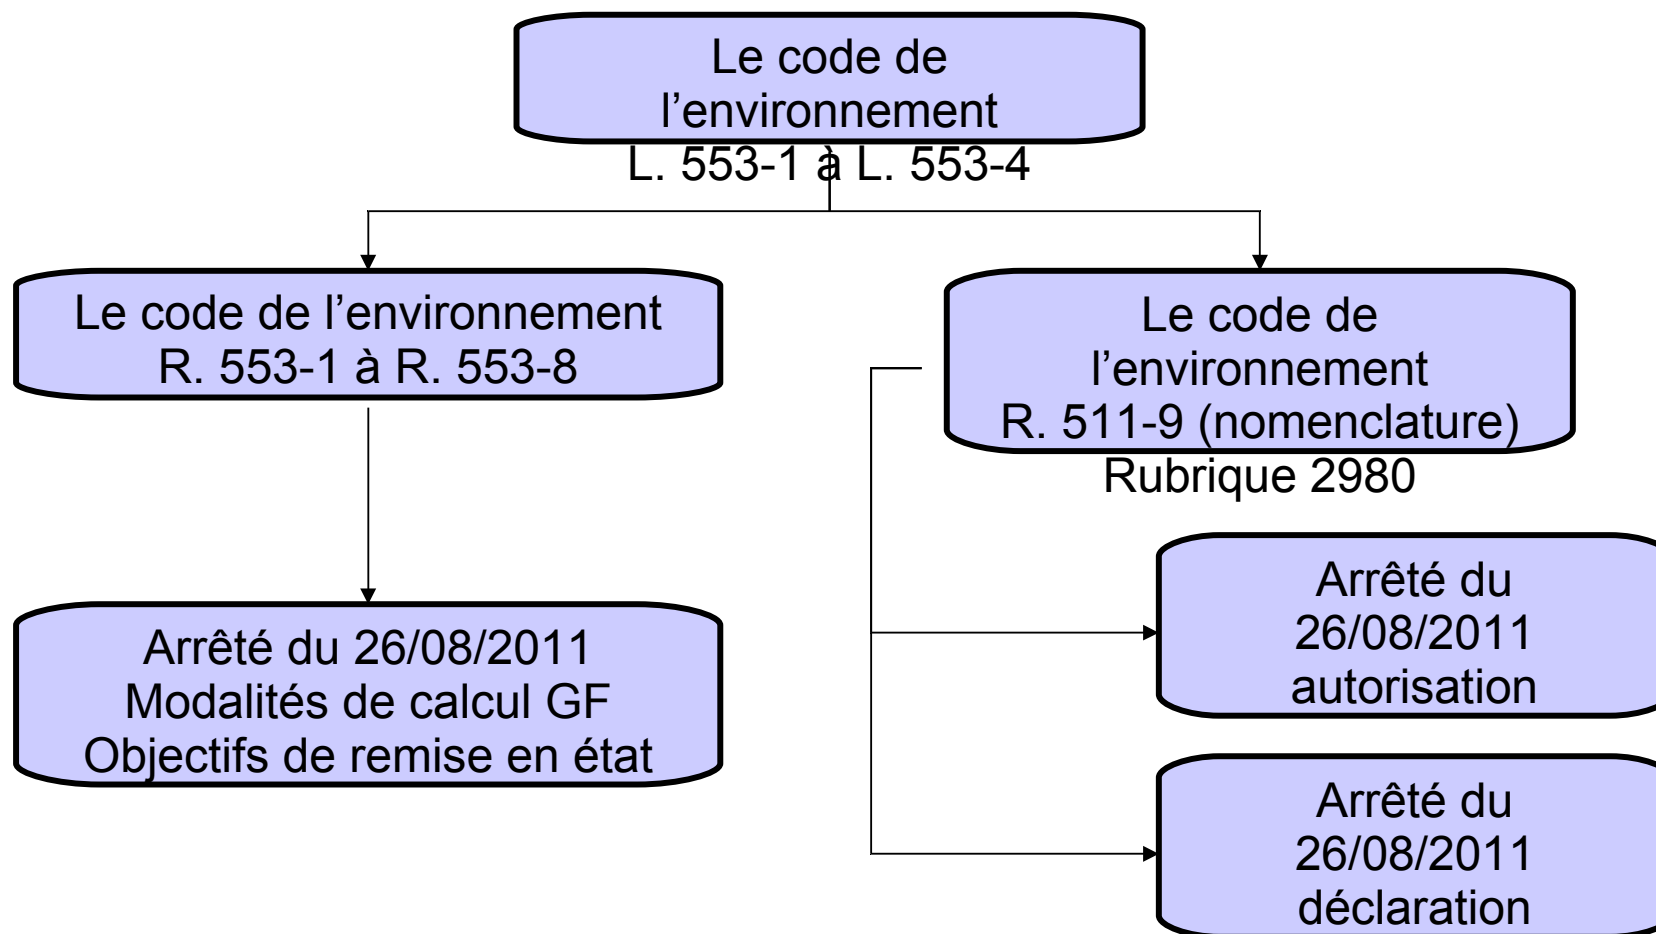 Le code de
l’environnement
L. 553-1 à L. 553-4
Le code de l’environnement
R. 553-1 à R. 553-8
Le code de
l’environnement
R. 511-9 (nomenclature)
Rubrique 2980
Arrêté du 26/08/2011
Modalités de calcul GF
Objectifs de remise en état
Arrêté du
26/08/2011
autorisation
Arrêté du
26/08/2011
déclaration